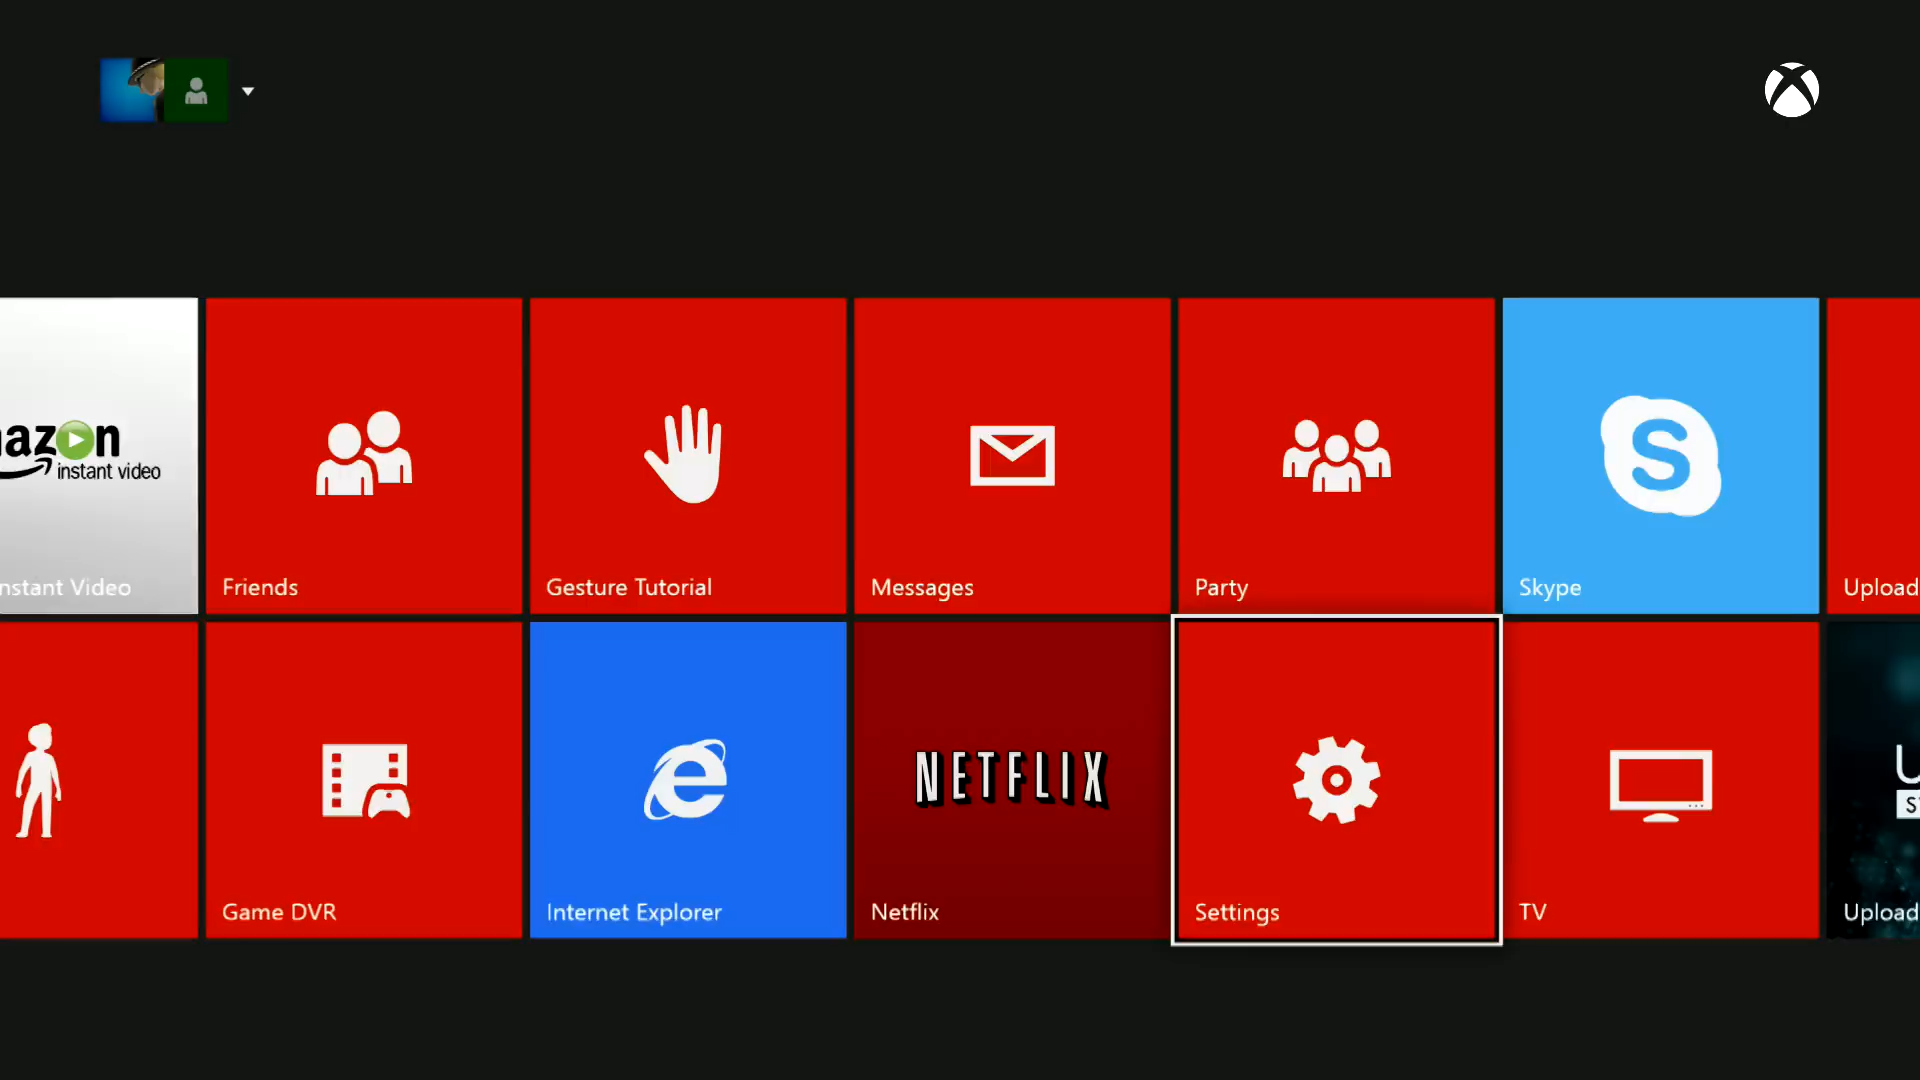 azon
instant video
nstant Video
Friends
Gesture Tutorial
Messages
Party
Skype
Upload
Game DVR
Internet Explorer
NETFLIX
Netflix
Settings
TV
U
S
Upload